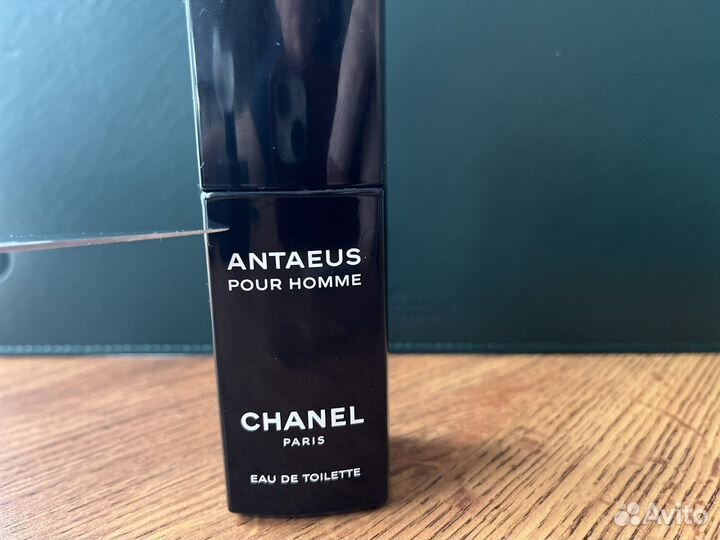 ANTAEUS
POUR HOMME
CHANEL
PARIS
EAU DE TOILETTE
Avito